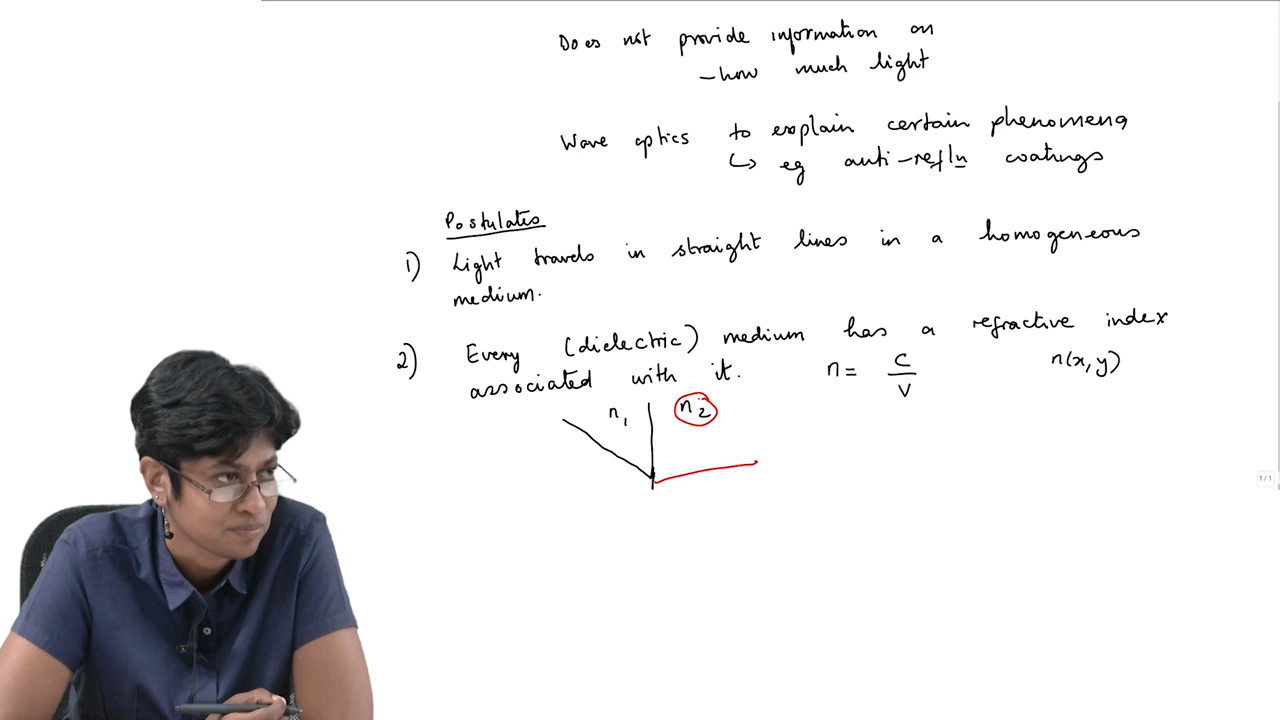 Does not provide information on
- how much light
Wave optics to explain certain phenomena
↳ eg anti-refln coatings
Postulates
1) Light travels in straight lines in a homogeneous
medium.
2) Every (dielectric) medium has a refractive index
associated with it. n = c/v n(x,y)
n1 n2
1/1